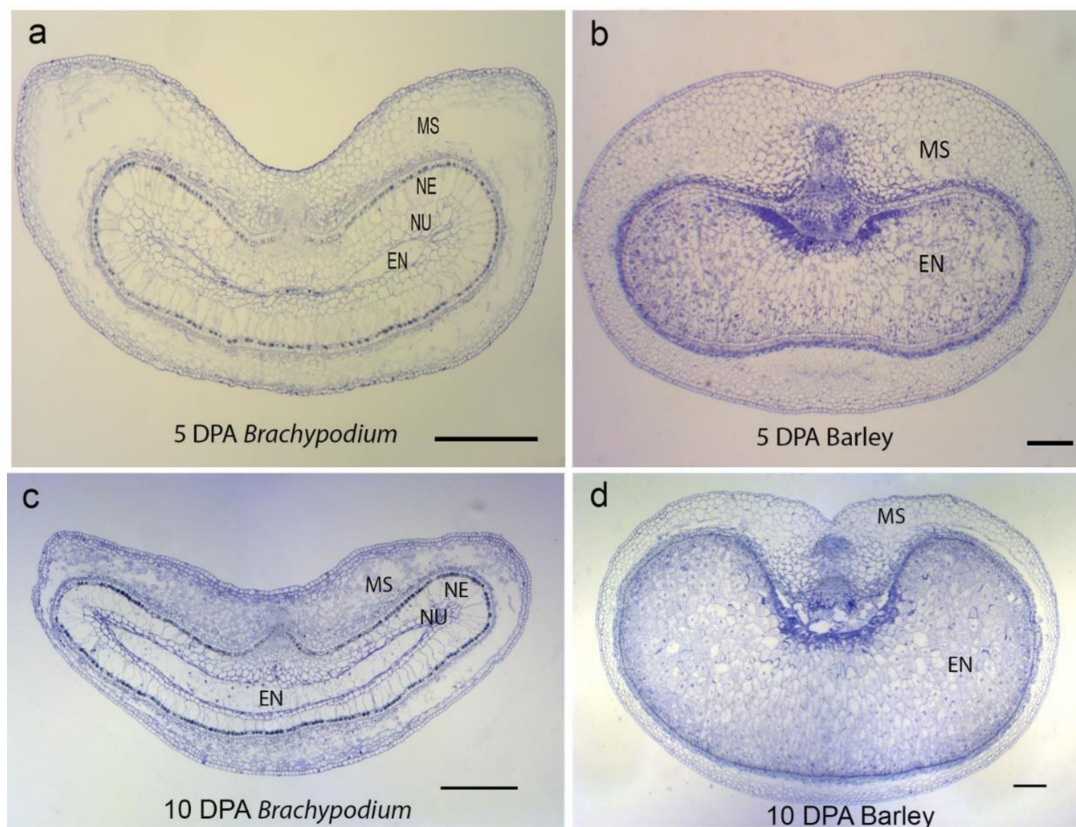 a
MS
NE
NU
EN
5 DPA Brachypodium
b
MS
EN
5 DPA Barley
c
MS
NE
NU
EN
10 DPA Brachypodium
d
MS
EN
10 DPA Barley